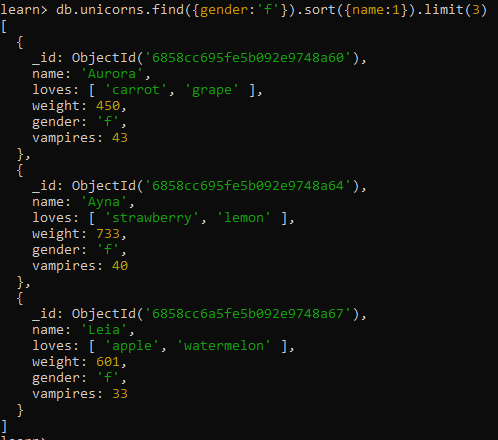 learn> db.unicorns.find({gender:'f'}).sort({name:1}).limit(3)
[
  {
    _id: ObjectId('6858cc695fe5b092e9748a60'),
    name: 'Aurora',
    loves: [ 'carrot', 'grape' ],
    weight: 450,
    gender: 'f',
    vampires: 43
  },
  {
    _id: ObjectId('6858cc695fe5b092e9748a64'),
    name: 'Ayna',
    loves: [ 'strawberry', 'lemon' ],
    weight: 733,
    gender: 'f',
    vampires: 40
  },
  {
    _id: ObjectId('6858cc6a5fe5b092e9748a67'),
    name: 'Leia',
    loves: [ 'apple', 'watermelon' ],
    weight: 601,
    gender: 'f',
    vampires: 33
  }
]
learn>